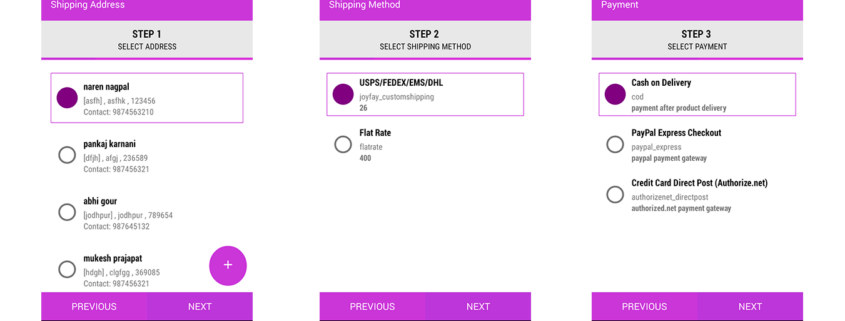 Shipping Address
STEP 1
SELECT ADDRESS
naren nagpal
[asfh] , asfhk , 123456
Contact: 9874563210
pankaj karnani
[dfjh] , afgj , 236589
Contact: 987456321
abhi gour
[jodhpur] , jodhpur , 789654
Contact: 987645132
mukesh prajapat
[hdgh] , clgfgg , 369085
Contact: 987456321
+
PREVIOUS NEXT
Shipping Method
STEP 2
SELECT SHIPPING METHOD
USPS/FEDEX/EMS/DHL
joyfay_customshipping
26
Flat Rate
flatrate
400
PREVIOUS NEXT
Payment
STEP 3
SELECT PAYMENT
Cash on Delivery
cod
payment after product delivery
PayPal Express Checkout
paypal_express
paypal payment gateway
Credit Card Direct Post (Authorize.net)
authorizenet_directpost
authorized.net payment gateway
PREVIOUS NEXT